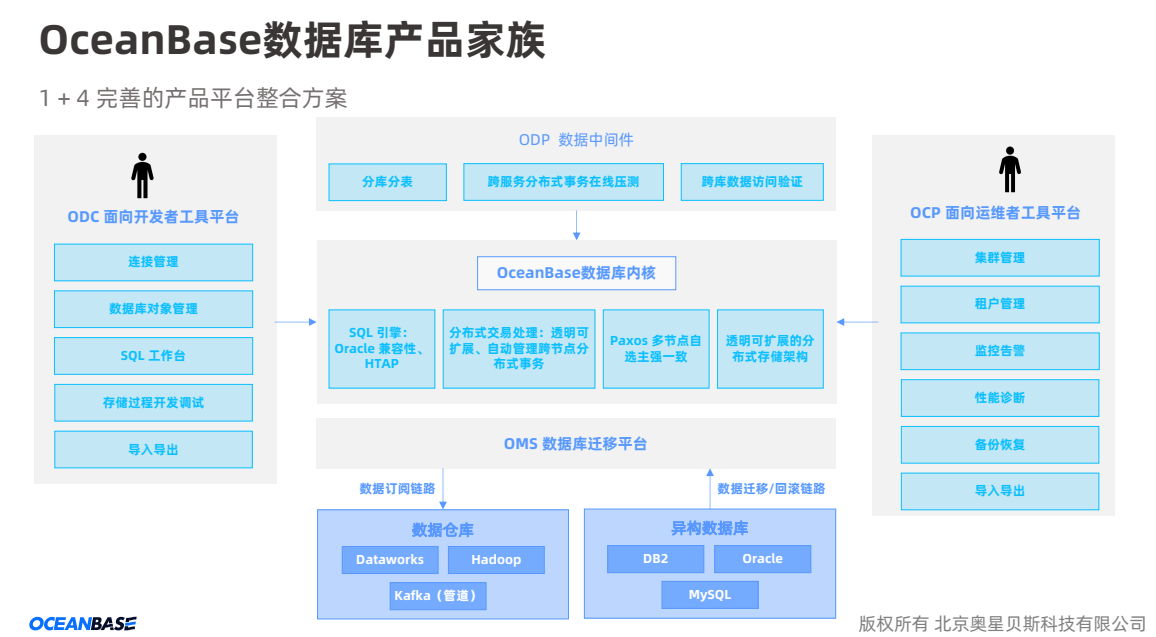 OceanBase数据库产品家族
1 + 4 完善的产品平台整合方案
ODC 面向开发者工具平台
连接管理
数据库对象管理
SQL 工作台
存储过程开发调试
导入导出
ODP 数据中间件
分库分表
跨服务分布式事务在线压测
跨库数据访问验证
OceanBase数据库内核
SQL 引擎：
Oracle 兼容性、
HTAP
分布式交易处理：透明可
扩展、自动管理跨节点分
布式事务
Paxos 多节点自
选主强一致
透明可扩展的分
布式存储架构
OMS 数据库迁移平台
数据订阅链路
数据迁移/回滚链路
数据仓库
Dataworks
Hadoop
Kafka（管道）
异构数据库
DB2
Oracle
MySQL
OCP 面向运维者工具平台
集群管理
租户管理
监控告警
性能诊断
备份恢复
导入导出
OCEANBASE
版权所有 北京奥星贝斯科技有限公司